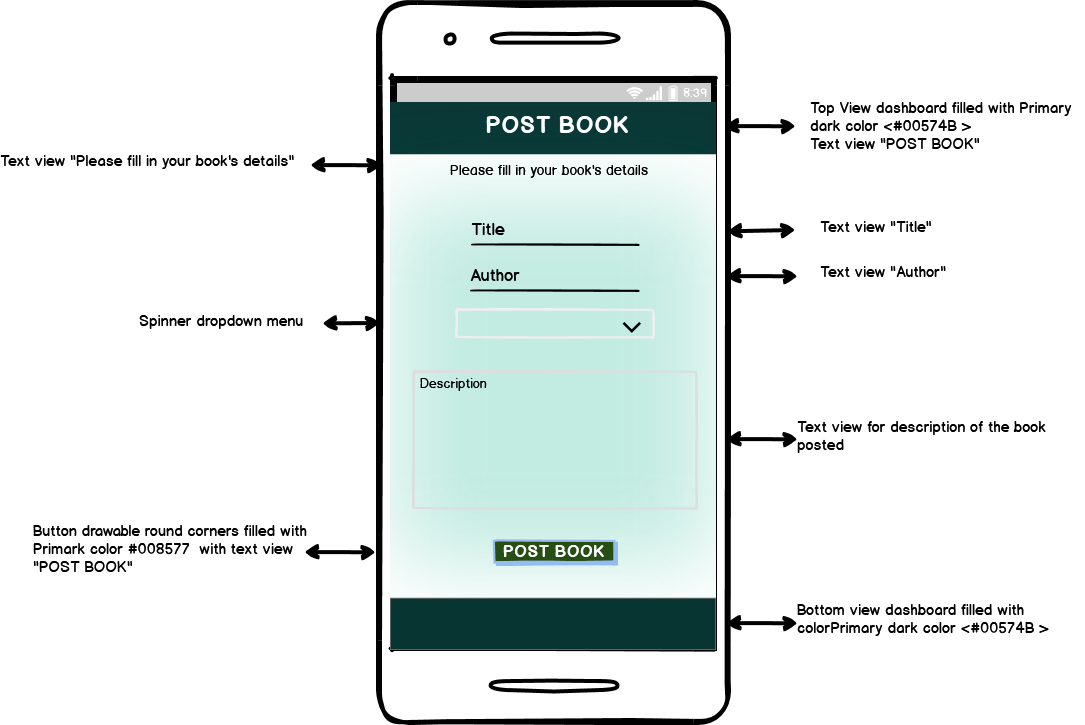 8:39
POST BOOK
Top View dashboard filled with Primary
dark color <#00574B >
Text view "POST BOOK"
Text view "Please fill in your book's details"
Please fill in your book's details
Title
Text view "Title"
Author
Text view "Author"
Spinner dropdown menu
Description
Text view for description of the book
posted
Button drawable round corners filled with
Primark color #008577 with text view
"POST BOOK"
POST BOOK
Bottom view dashboard filled with
colorPrimary dark color <#00574B >